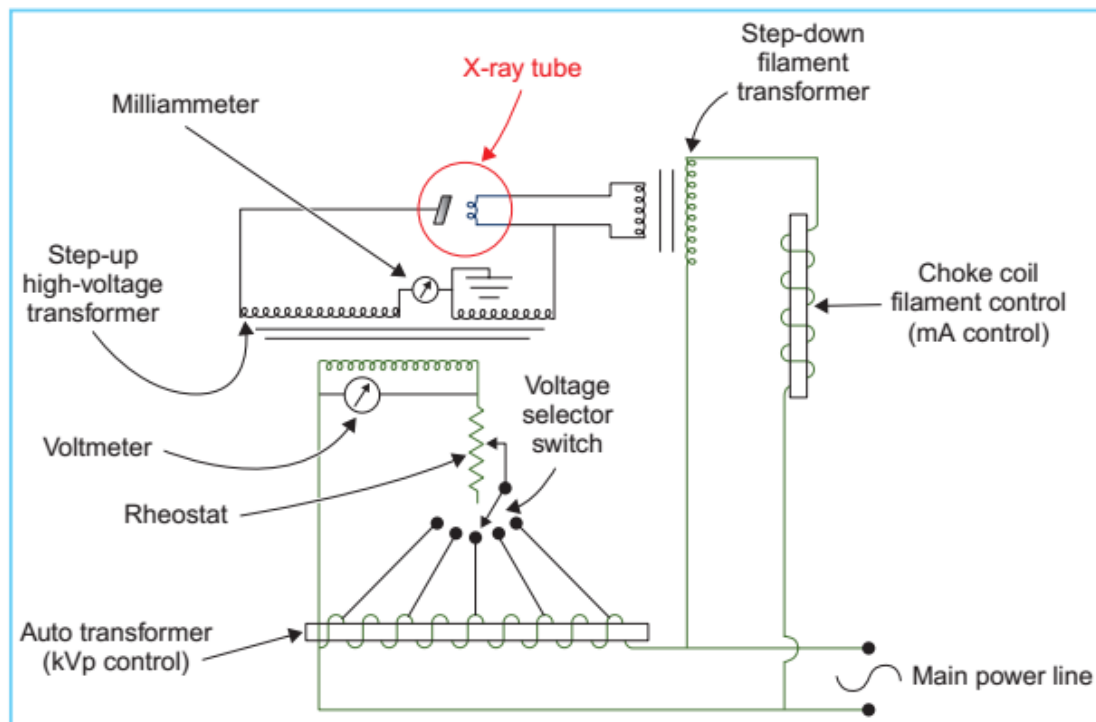 Step-down
filament
transformer
X-ray tube
Milliammeter
Step-up
high-voltage
transformer
Choke coil
filament control
(mA control)
Voltage
selector
switch
Voltmeter
Rheostat
Auto transformer
(kVp control)
Main power line